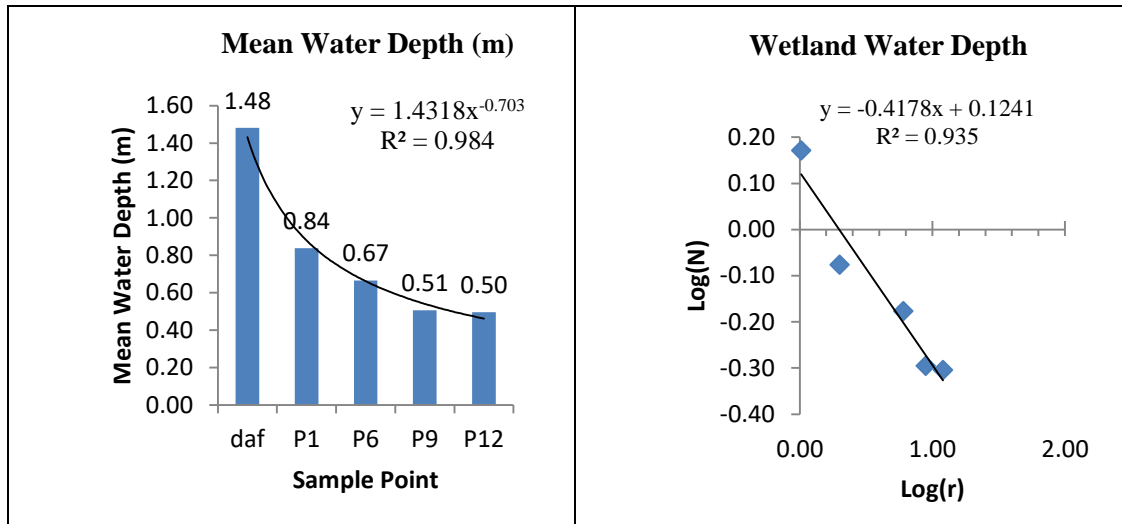 Mean Water Depth (m)
y = 1.4318x^-0.703
R² = 0.984
Mean Water Depth (m)
1.60
1.40
1.20
1.00
0.80
0.60
0.40
0.20
0.00
1.48
0.84
0.67
0.51
0.50
daf P1 P6 P9 P12
Sample Point
Wetland Water Depth
y = -0.4178x + 0.1241
R² = 0.935
Log(N)
0.20
0.10
0.00
-0.10
-0.20
-0.30
-0.40
0.00 1.00 2.00
Log(r)